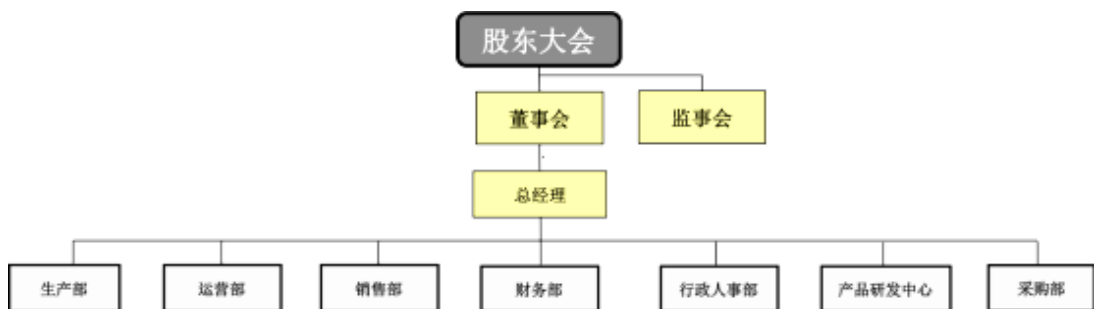 股东大会
董事会
监事会
总经理
生产部
运营部
销售部
财务部
行政人事部
产品研发中心
采购部